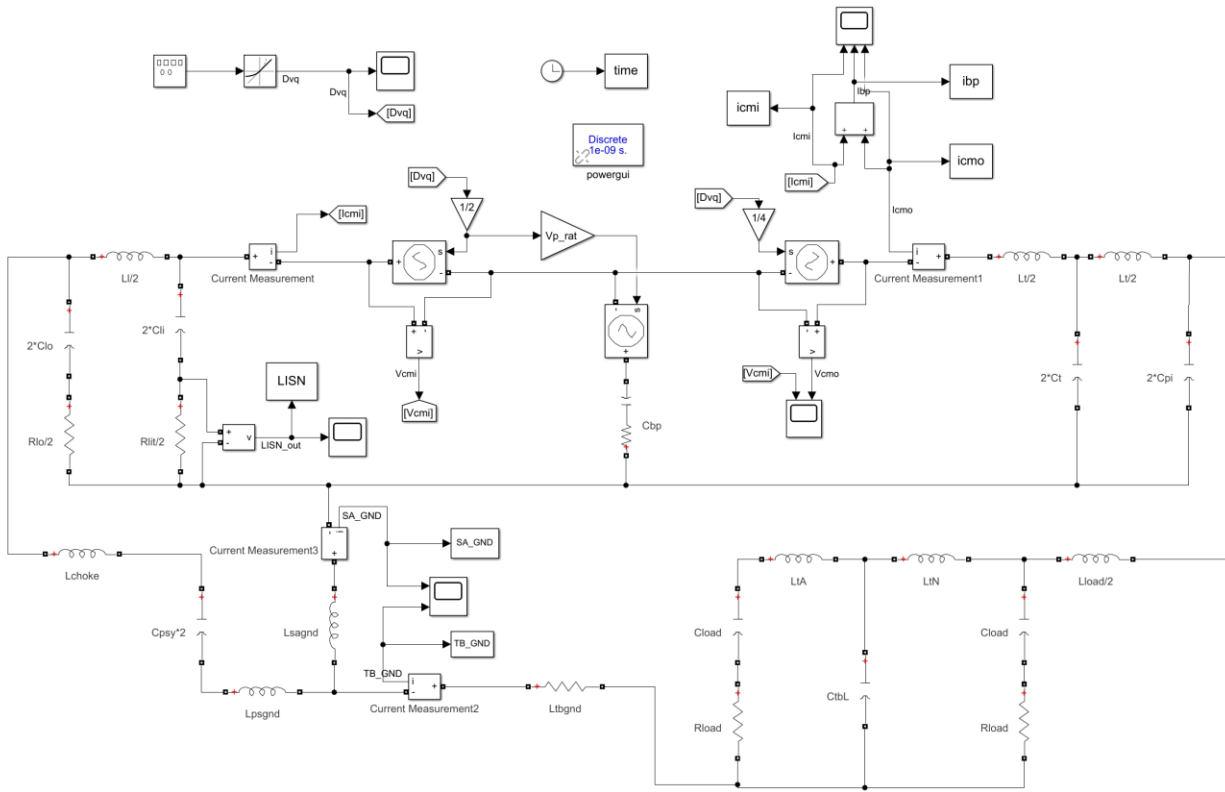 Dvq
Dvq
[Dvq]
time
Discrete
1e-09 s.
powergui
Ibp
ibp
icmi
Icmi
icmo
[Icmi]
Icmo
[Dvq]
1/2
Vp_rat
[Dvq]
1/4
[Icmi]
Ll/2
Current Measurement
Current Measurement1
Lt/2
Lt/2
2*Clo
2*Cli
Vcmi
[Vcmi]
[Vcmi]
Vcmo
2*Ct
2*Cpi
LISN
LISN_out
Rlo/2
Rlit/2
Cbp
SA_GND
SA_GND
Current Measurement3
Lchoke
Cpsy*2
Lsagnd
TB_GND
TB_GND
Lpsgnd
Current Measurement2
Ltbgnd
LtA
LtN
Lload/2
Cload
Cload
CtbL
Rload
Rload